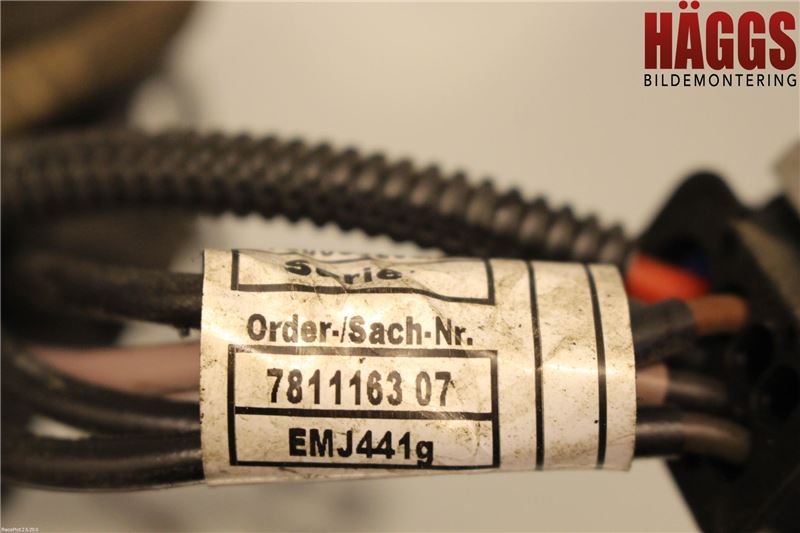 HÄGGS
BILDEMONTERING
Serie
Order-/Sach-Nr.
7811163 07
EMJ441g